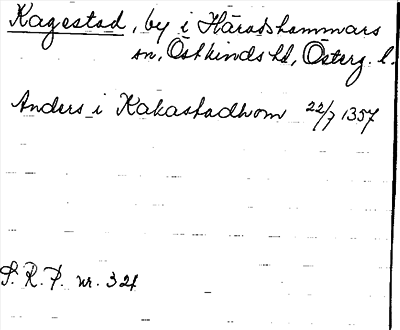 Kagestad, by i Häradshammars
sn, Östkinds hd, Österg. l.
Anders i Kakastadhom 22/7 1357
S. R. P. nr. 321